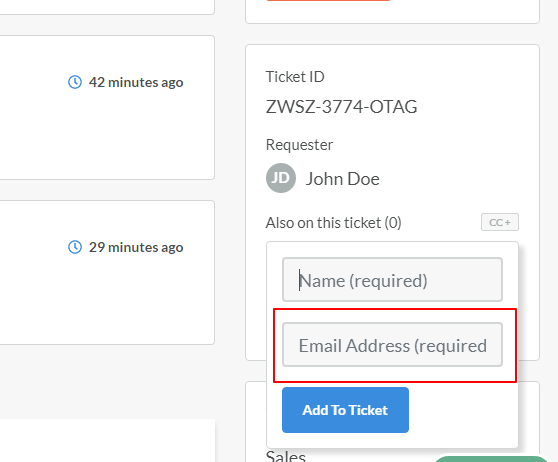 42 minutes ago
29 minutes ago
Ticket ID
ZWSZ-3774-OTAG
Requester
JD John Doe
Also on this ticket (0) CC +
Name (required)
Email Address (required
Add To Ticket
Sales